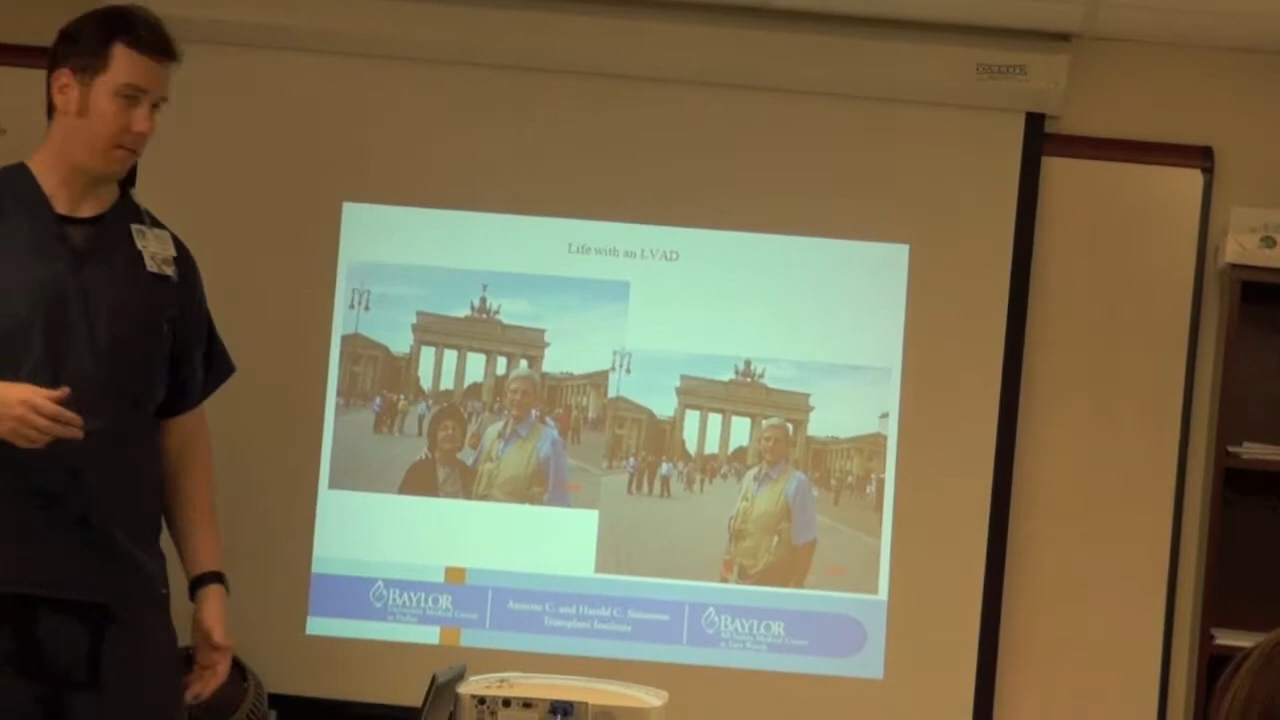 Life with an LVAD
BAYLOR
University Medical Center
at Dallas
Annette C. and Harold C. Simmons
Transplant Institute
BAYLOR
All Saints Medical Center
at Fort Worth